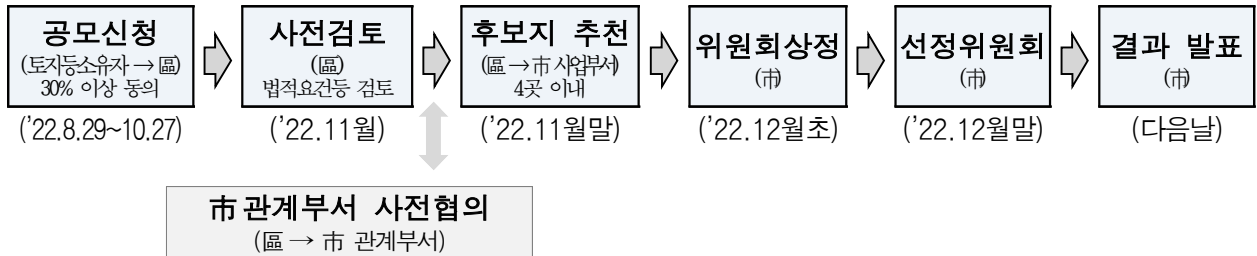 공모신청
(토지등소유자 → 區)
30% 이상 동의
('22.8.29~10.27)
사전검토
(區)
법적요건등 검토
('22.11월)
후보지 추천
(區 → 市 사업부서)
4곳 이내
('22.11월말)
위원회상정
(市)
('22.12월초)
선정위원회
(市)
('22.12월말)
결과 발표
(市)
(다음날)
市 관계부서 사전협의
(區 → 市 관계부서)